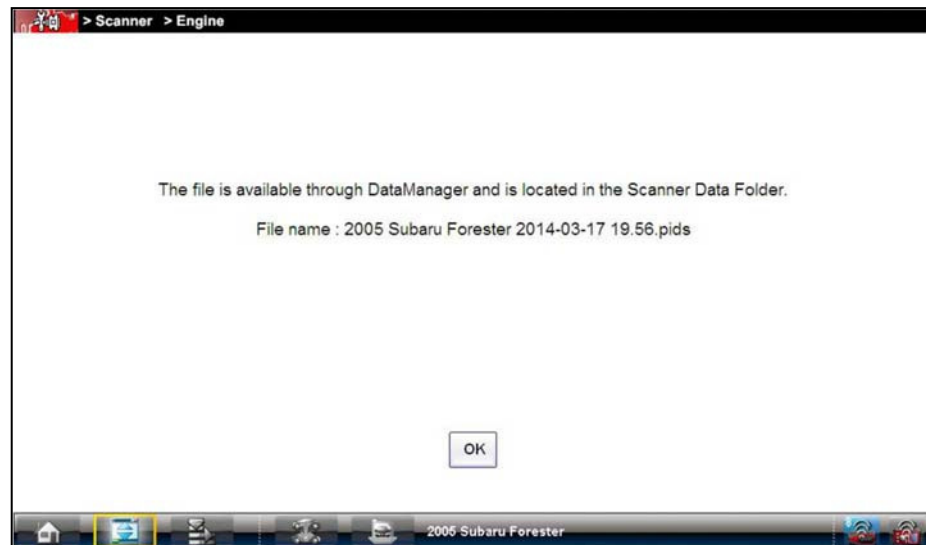 > Scanner > Engine
The file is available through DataManager and is located in the Scanner Data Folder.
File name : 2005 Subaru Forester 2014-03-17 19.56.pids
OK
2005 Subaru Forester